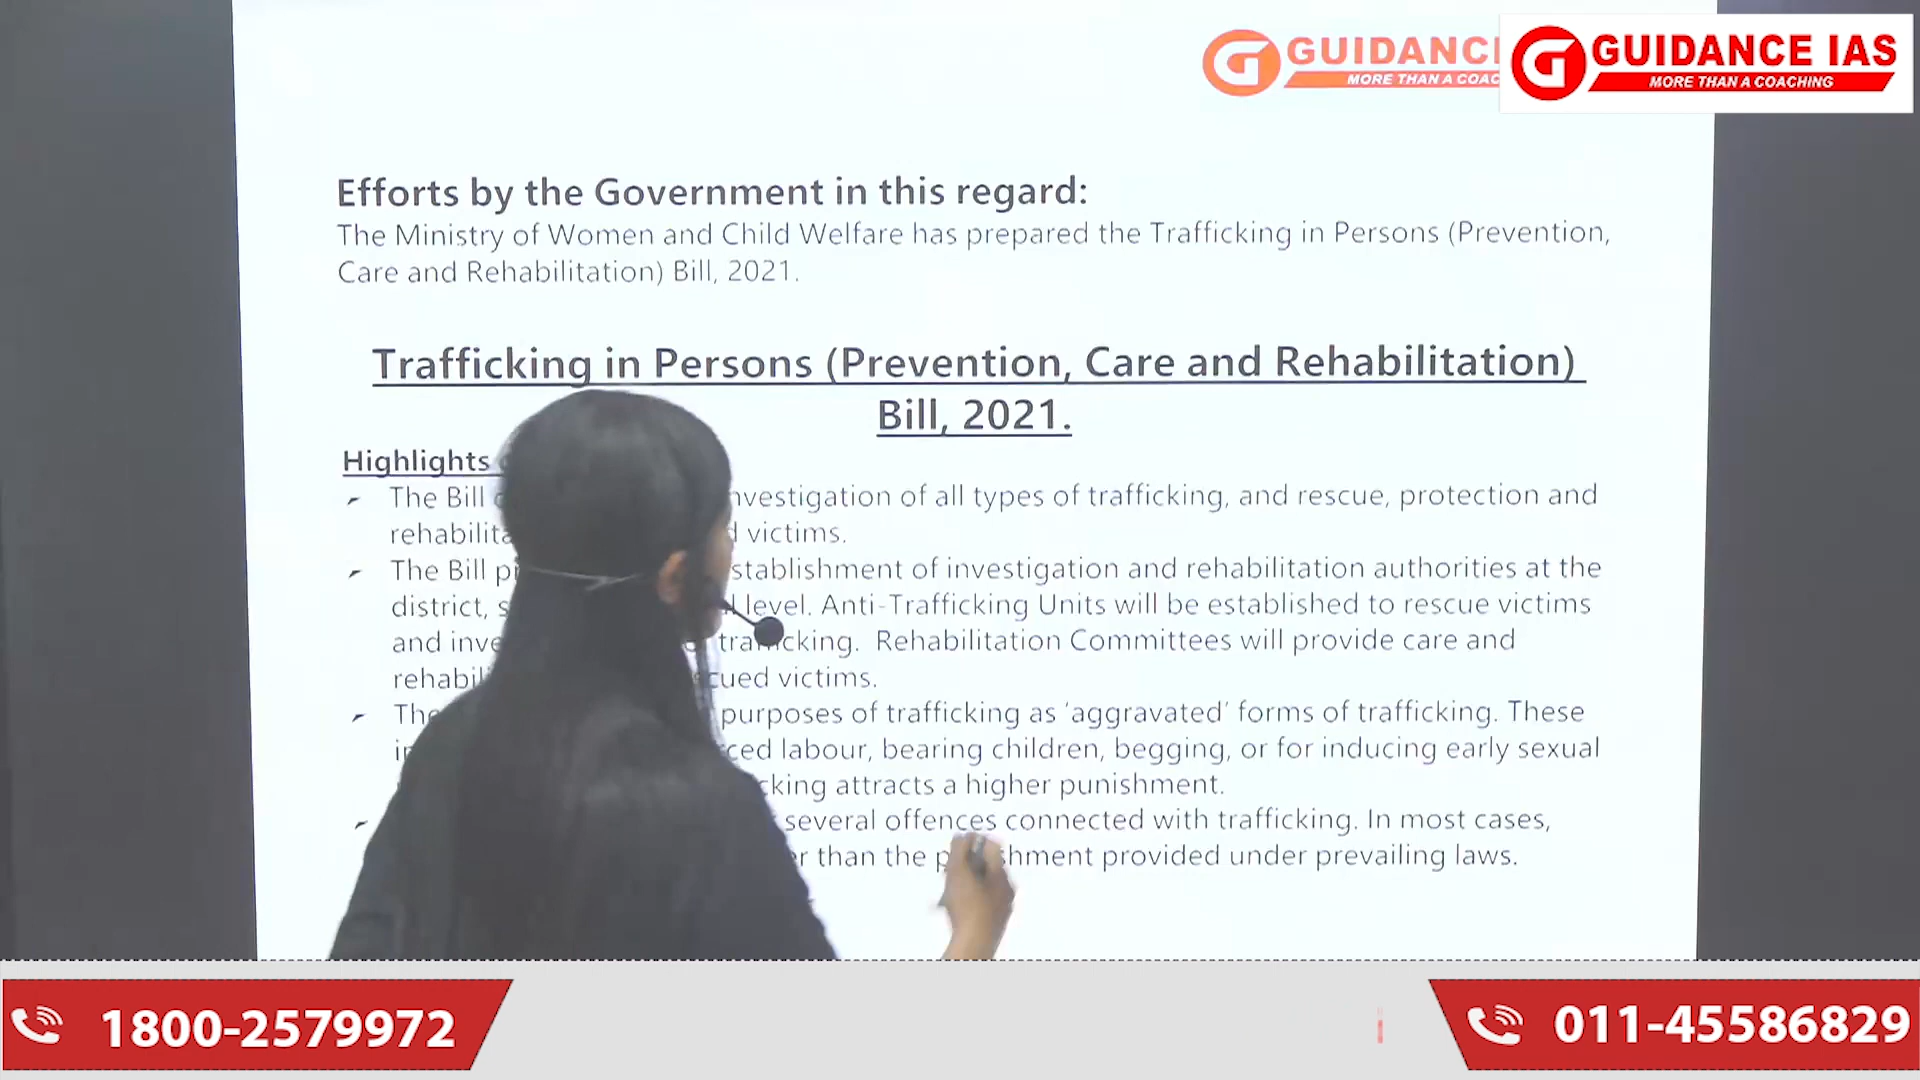 GUIDANC
MORE THAN A COAC
GUIDANCE IAS
MORE THAN A COACHING
Efforts by the Government in this regard:
The Ministry of Women and Child Welfare has prepared the Trafficking in Persons (Prevention,
Care and Rehabilitation) Bill, 2021.
Trafficking in Persons (Prevention, Care and Rehabilitation)
Bill, 2021.
Highlights
The Bill nvestigation of all types of trafficking, and rescue, protection and
rehabilita victims.
The Bill p stablishment of investigation and rehabilitation authorities at the
district, s level. Anti-Trafficking Units will be established to rescue victims
and inve trafficking. Rehabilitation Committees will provide care and
rehabil cued victims.
The purposes of trafficking as 'aggravated' forms of trafficking. These
in ced labour, bearing children, begging, or for inducing early sexual
cking attracts a higher punishment.
several offences connected with trafficking. In most cases,
r than the p shment provided under prevailing laws.
1800-2579972
011-45586829